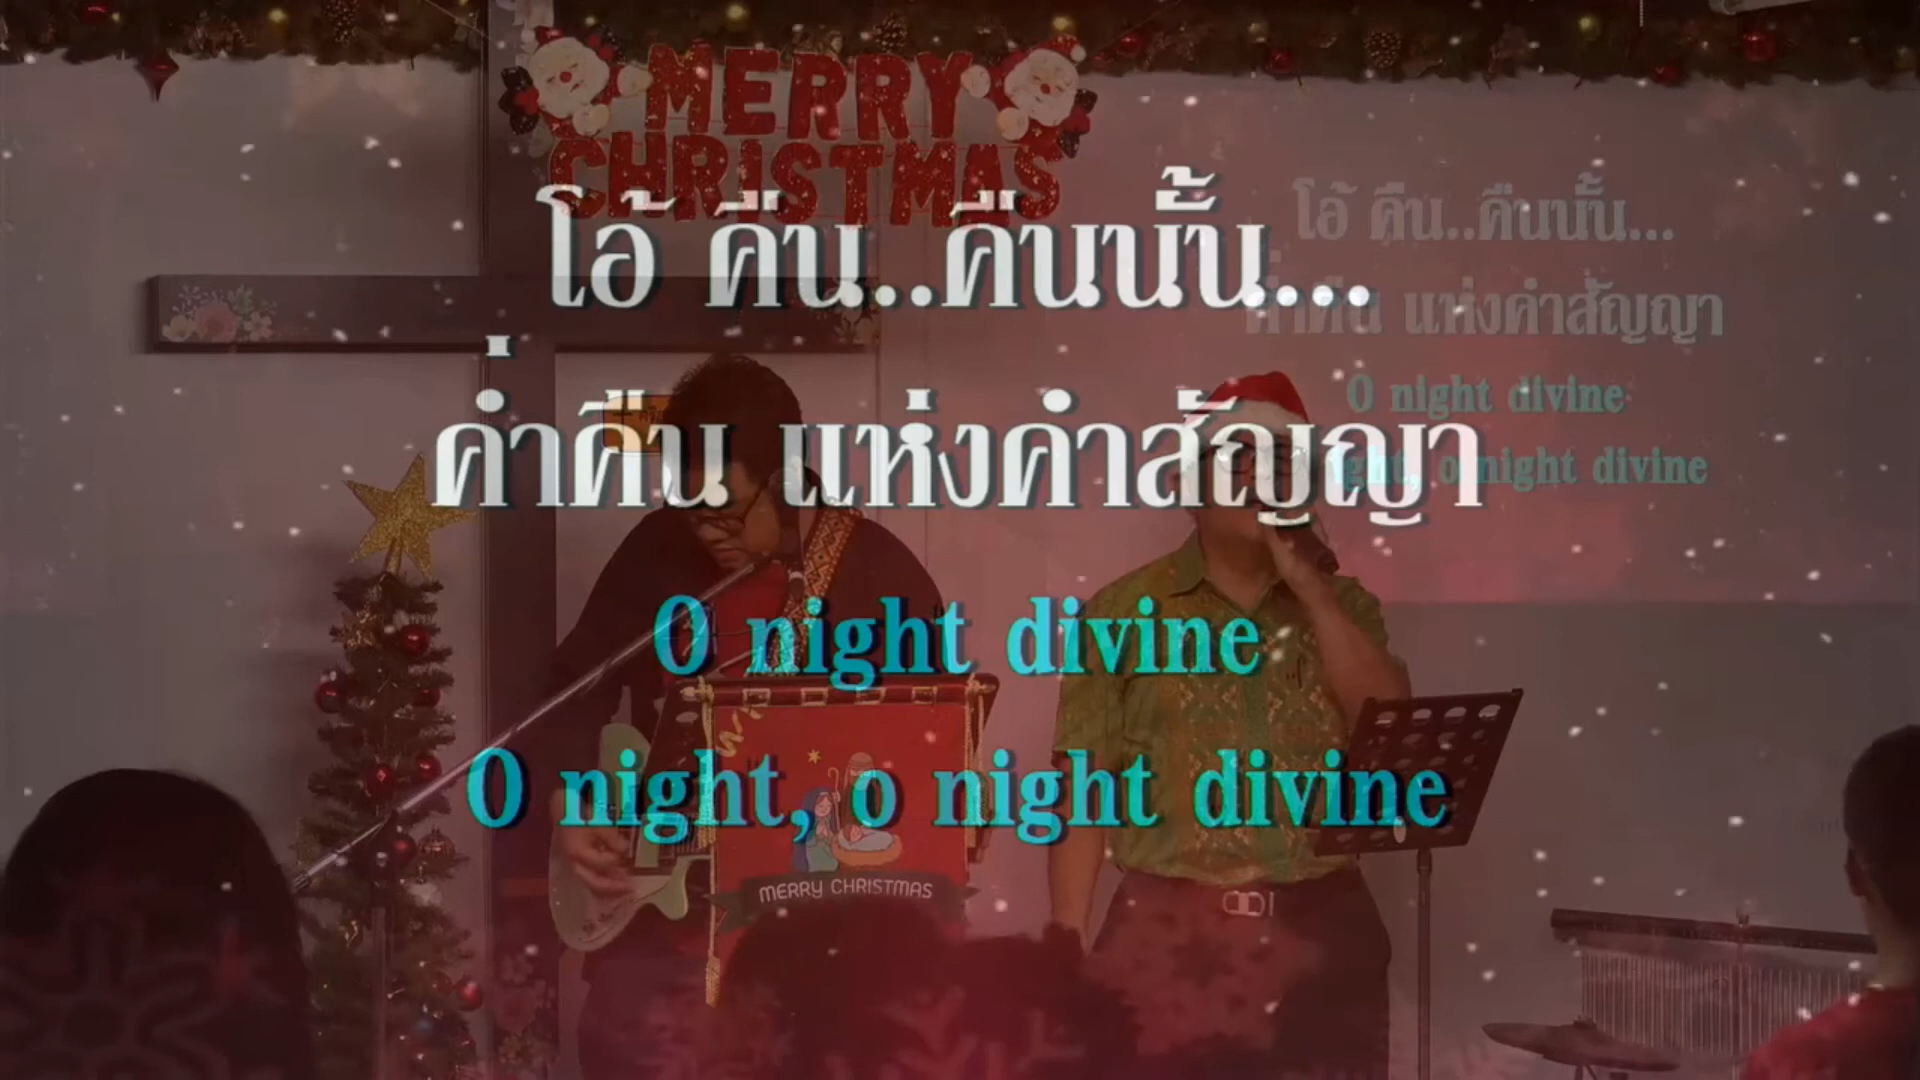 MERRY
CHRISTMAS
โอ้ คืน..คืนนั้น...
ค่ำคืน แห่งคำสัญญา
O night divine
O night, o night divine
โอ้ คืน..คืนนั้น...
ค่ำคืน แห่งคำสัญญา
O night divine
night, o night divine
MERRY CHRISTMAS